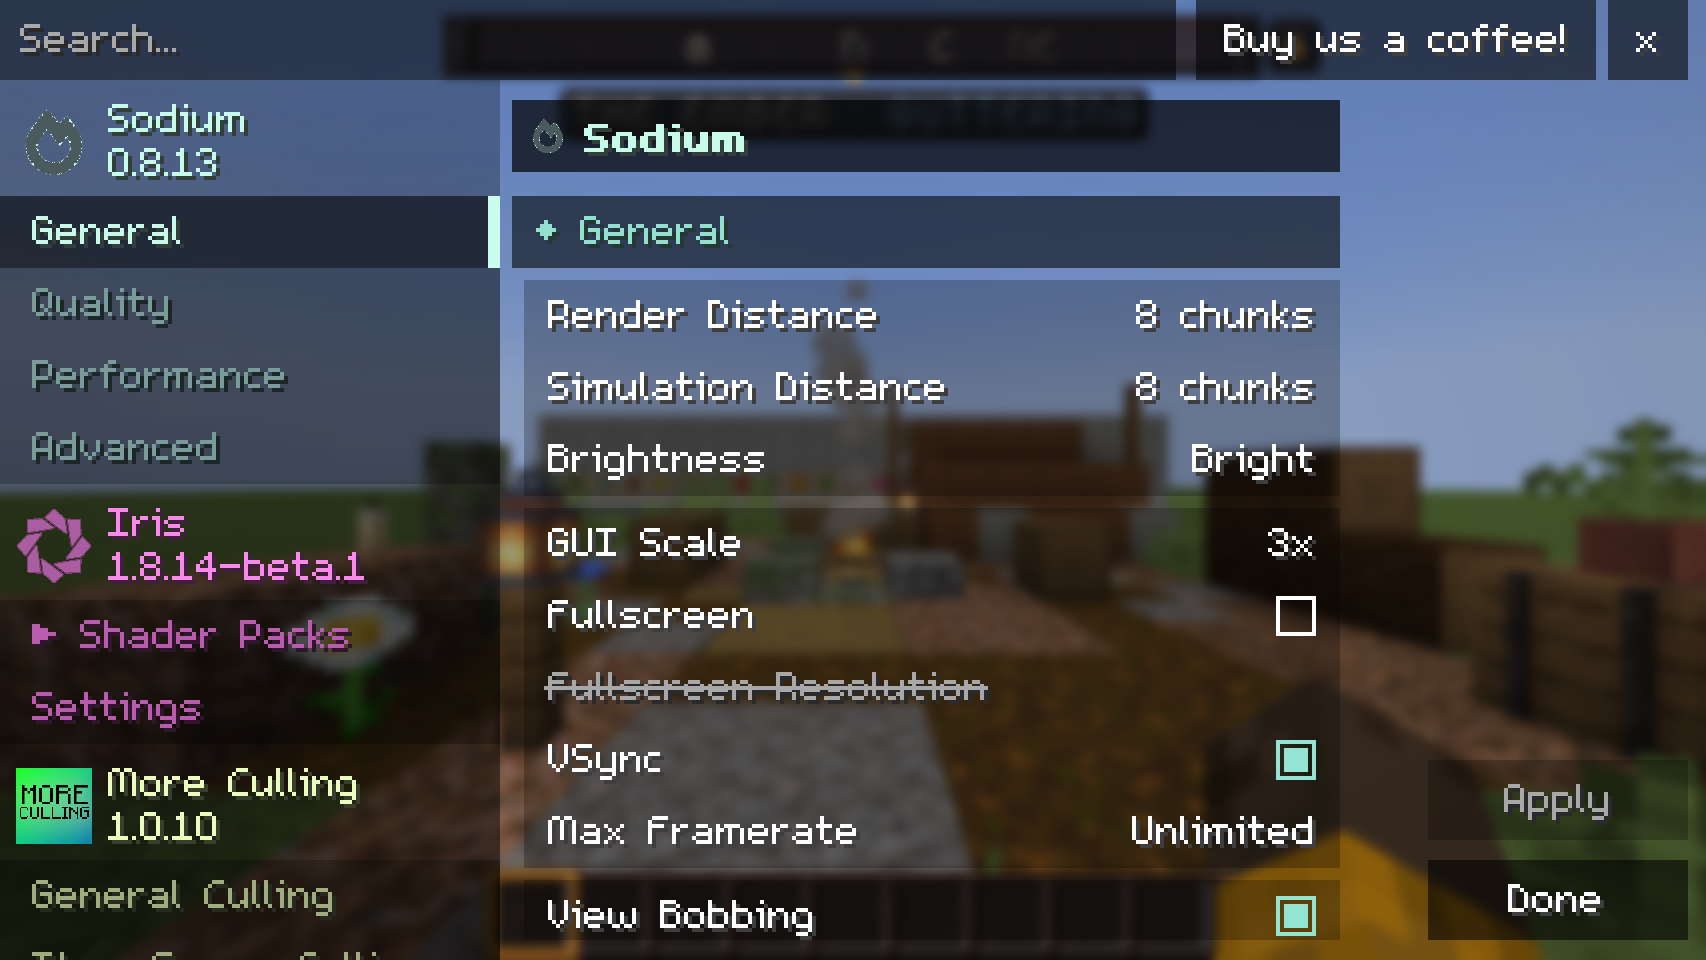 Search...
Buy us a coffee!
x
Sodium
0.8.13
General
Quality
Performance
Advanced
Iris
1.8.14-beta.1
► Shader Packs
Settings
MORE
CULLING
More Culling
1.0.10
General Culling
Sodium
General
Render Distance 8 chunks
Simulation Distance 8 chunks
Brightness Bright
GUI Scale 3x
Fullscreen
Fullscreen Resolution
VSync
Max Framerate Unlimited
View Bobbing
Apply
Done